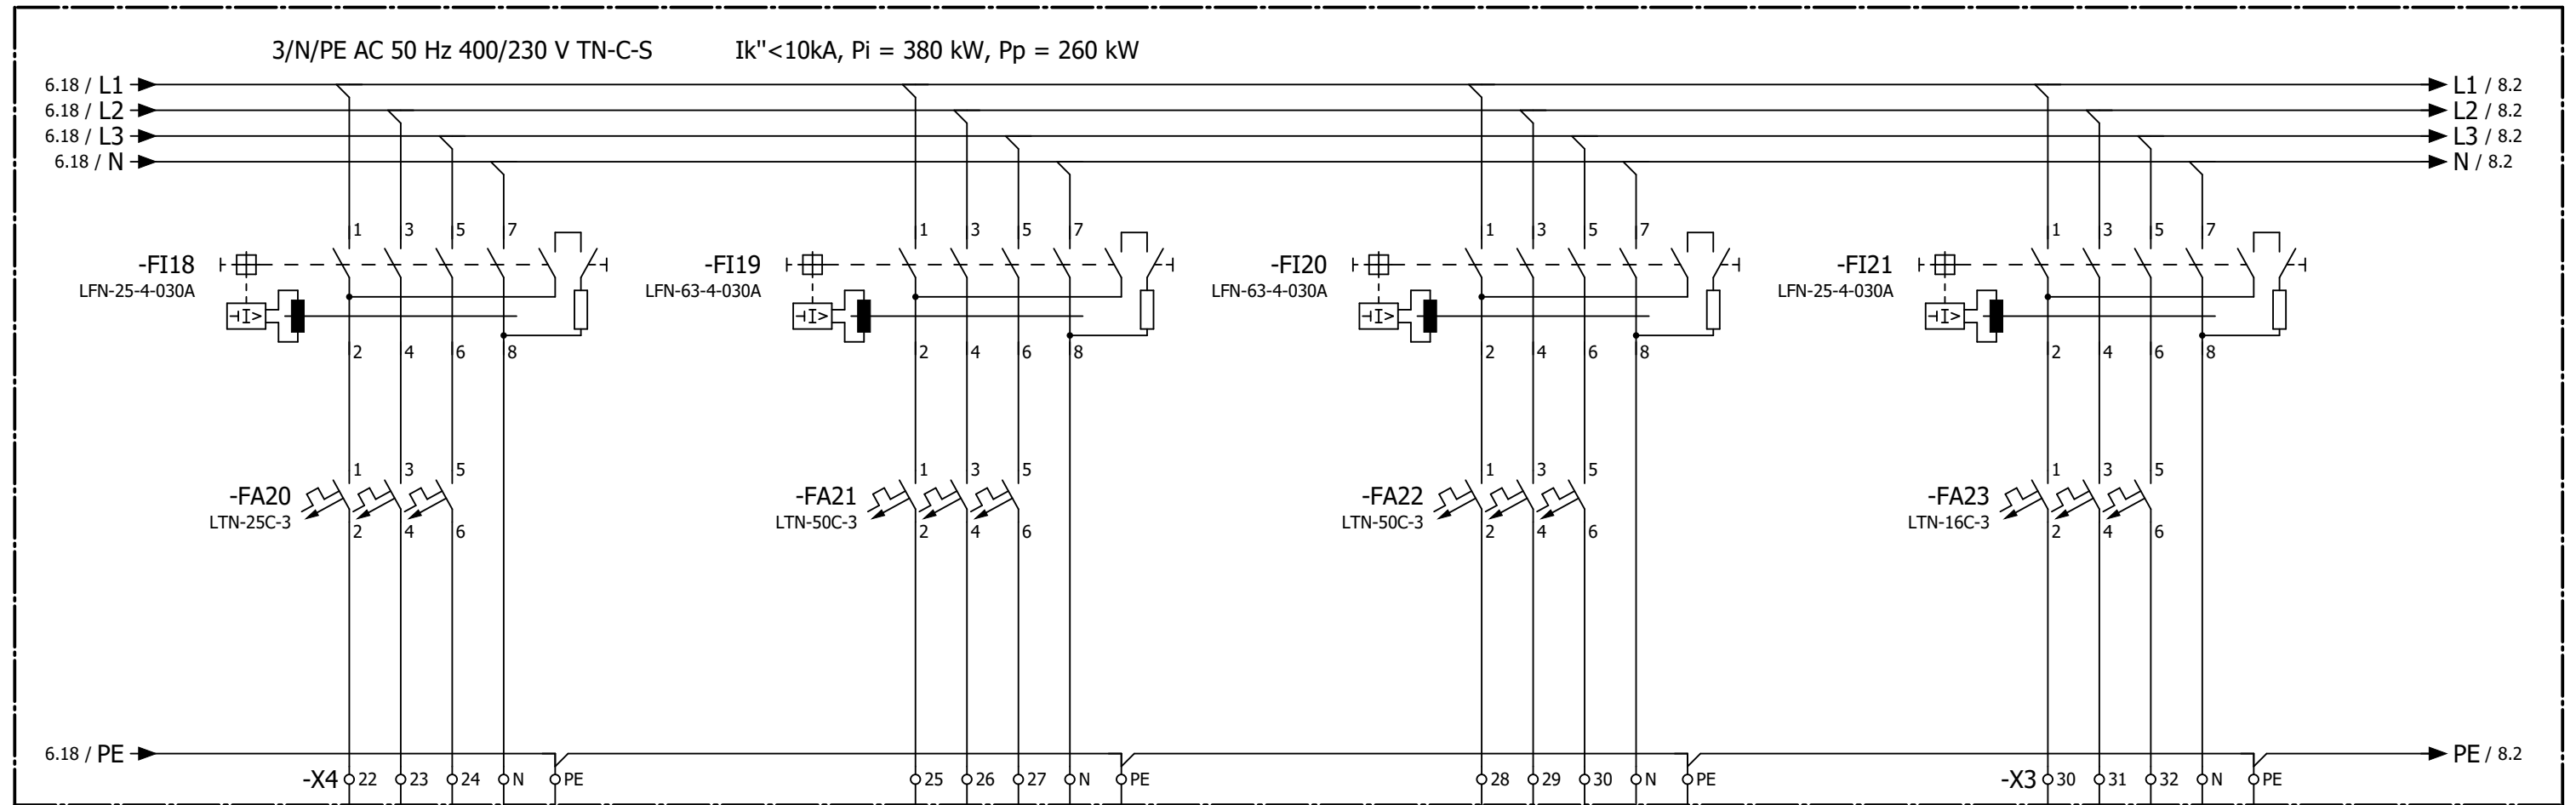 3/N/PE AC 50 Hz 400/230 V TN-C-S Ik"<10kA, Pi = 380 kW, Pp = 260 kW
6.18 / L1 L1 / 8.2
6.18 / L2 L2 / 8.2
6.18 / L3 L3 / 8.2
6.18 / N N / 8.2
1 3 5 7 1 3 5 7 1 3 5 7 1 3 5 7
-FI18 -FI19 -FI20 -FI21
LFN-25-4-030A LFN-63-4-030A LFN-63-4-030A LFN-25-4-030A
I> I> I> I>
2 4 6 8 2 4 6 8 2 4 6 8 2 4 6 8
1 3 5 1 3 5 1 3 5 1 3 5
-FA20 -FA21 -FA22 -FA23
LTN-25C-3 LTN-50C-3 LTN-50C-3 LTN-16C-3
2 4 6 2 4 6 2 4 6 2 4 6
6.18 / PE PE / 8.2
-X4 22 23 24 N PE 25 26 27 N PE 28 29 30 N PE -X3 30 31 32 N PE